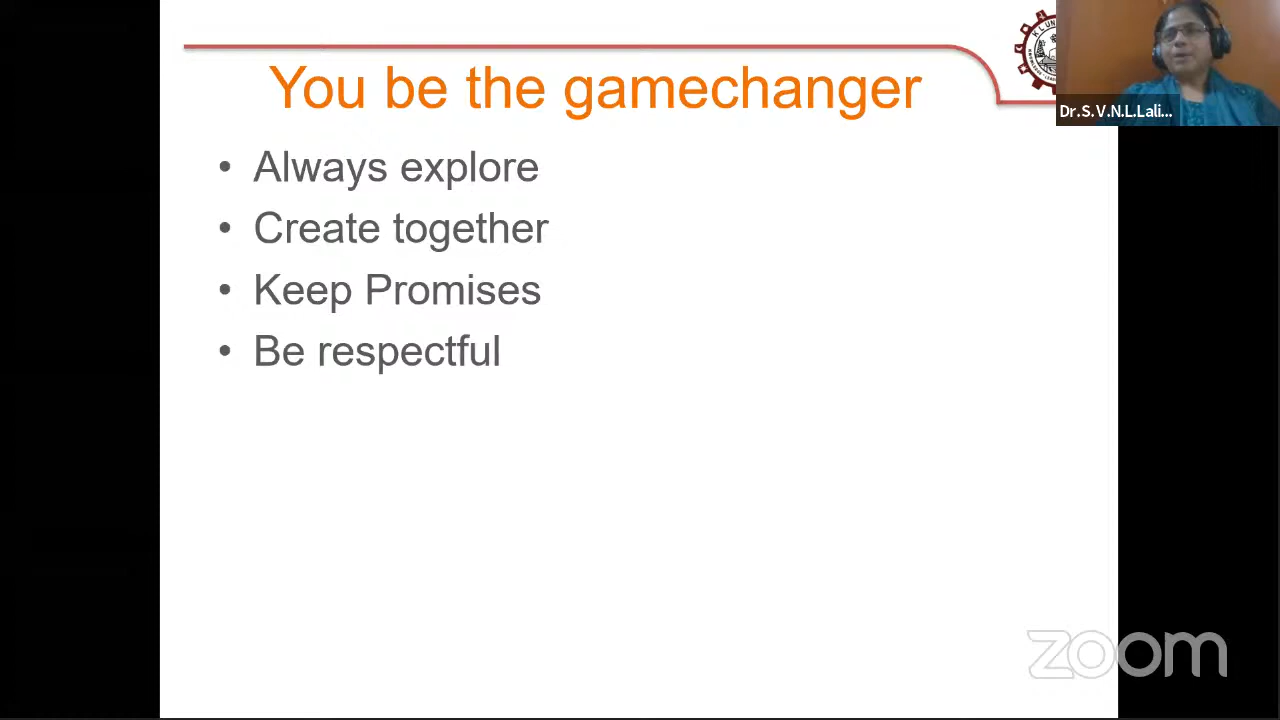 You be the gamechanger
• Always explore
• Create together
• Keep Promises
• Be respectful
Dr.S.V.N.L.Lali...
zoom